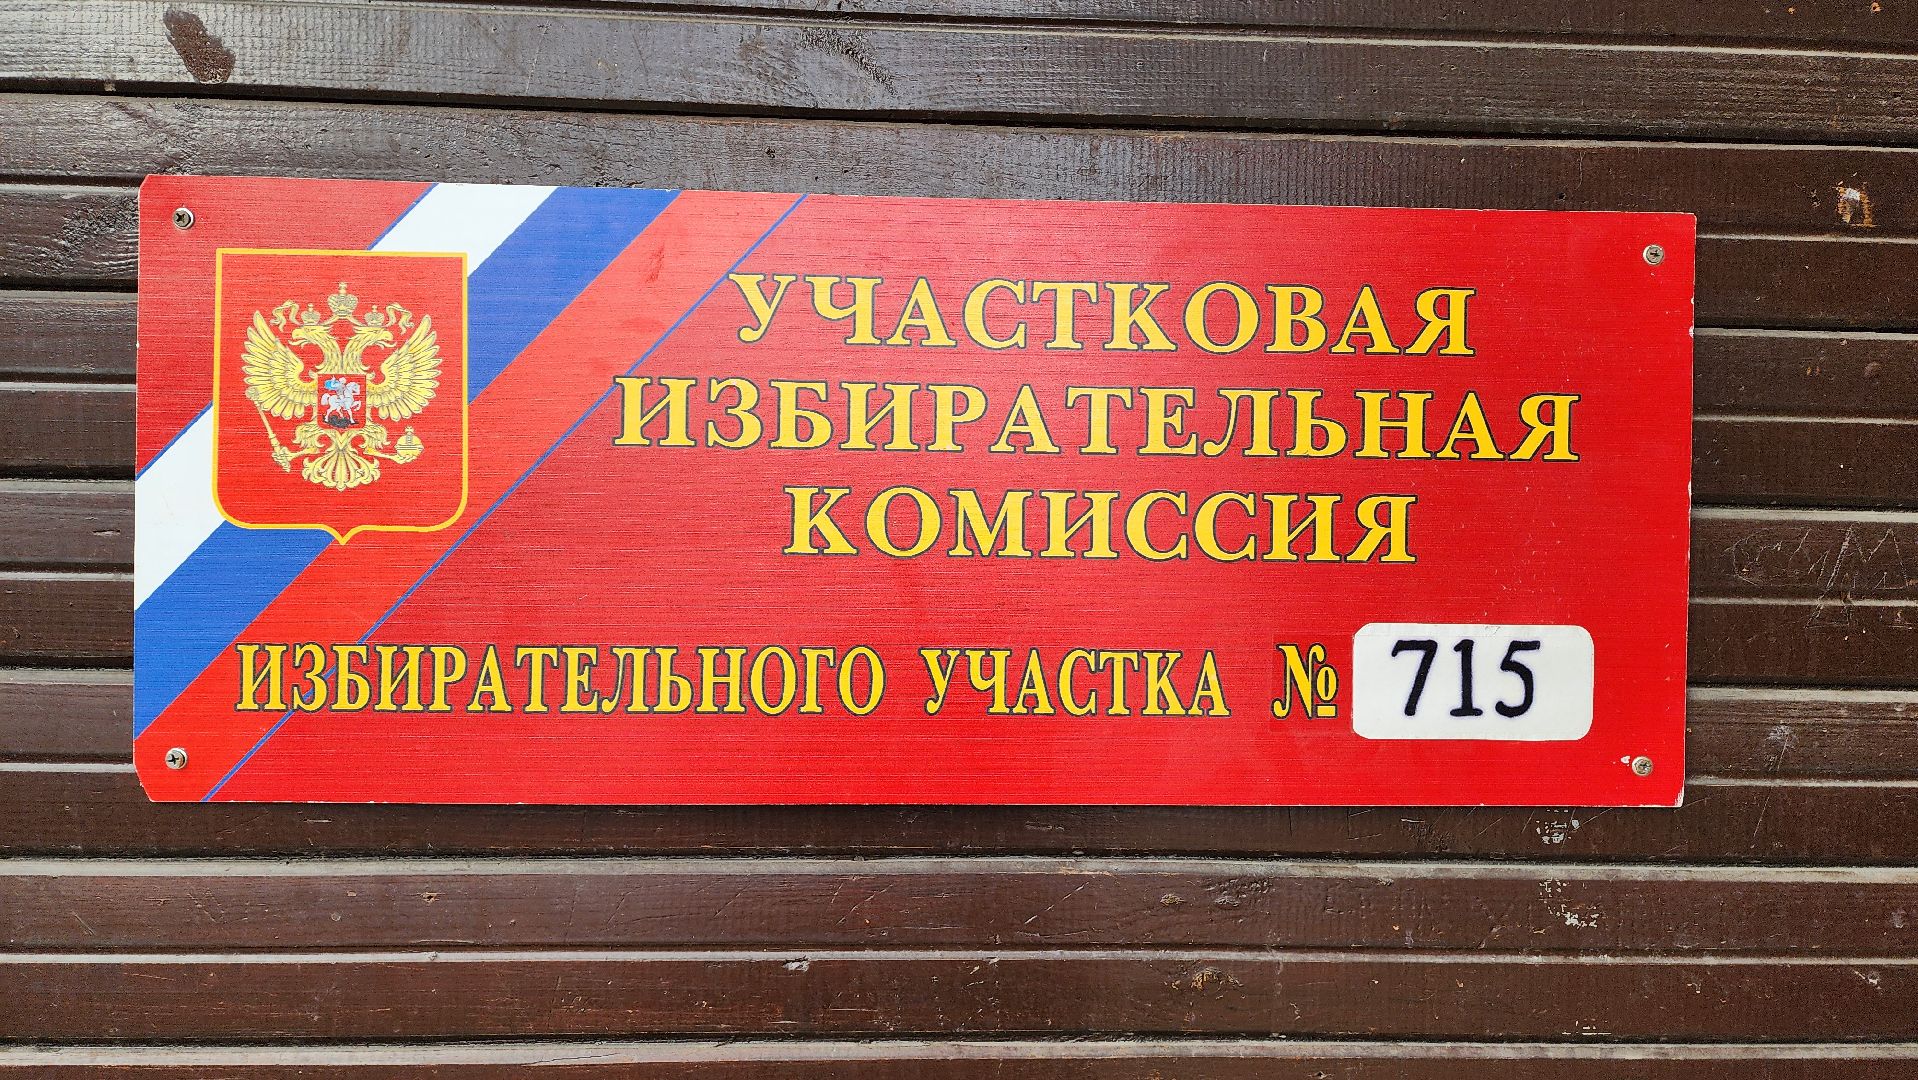 УЧАСТКОВАЯ
ИЗБИРАТЕЛЬНАЯ
КОМИССИЯ
ИЗБИРАТЕЛЬНОГО УЧАСТКА № 715